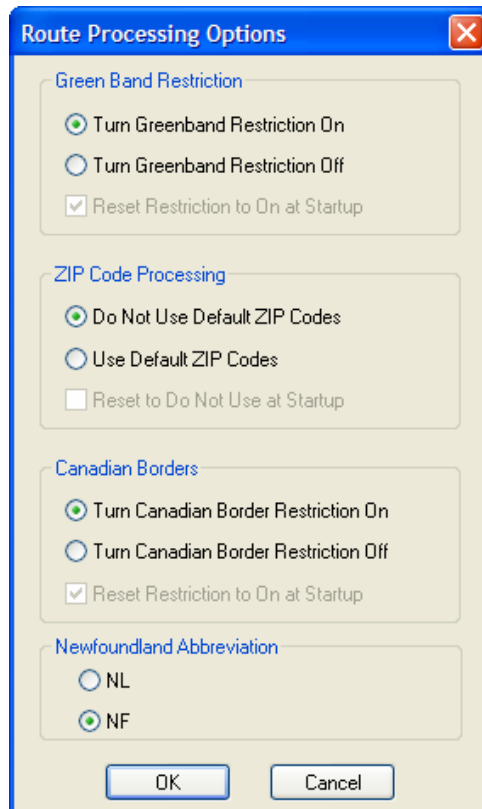 Route Processing Options
Green Band Restriction
Turn Greenband Restriction On
Turn Greenband Restriction Off
Reset Restriction to On at Startup
ZIP Code Processing
Do Not Use Default ZIP Codes
Use Default ZIP Codes
Reset to Do Not Use at Startup
Canadian Borders
Turn Canadian Border Restriction On
Turn Canadian Border Restriction Off
Reset Restriction to On at Startup
Newfoundland Abbreviation
NL
NF
OK Cancel